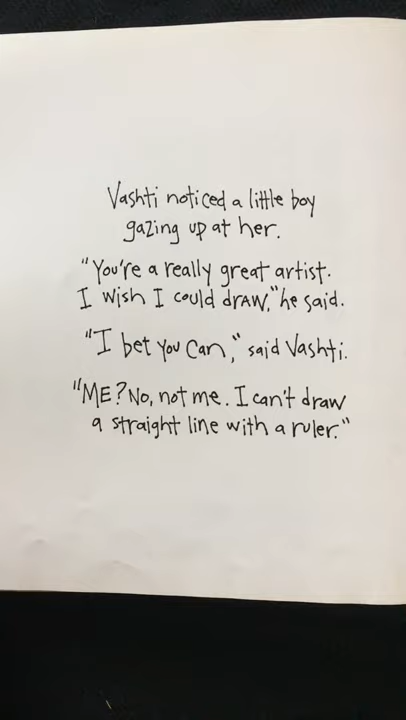 Vashti noticed a little boy
gazing up at her.
"You're a really great artist.
I wish I could draw," he said.
"I bet you can," said Vashti.
"ME? No, not me. I can't draw
a straight line with a ruler."